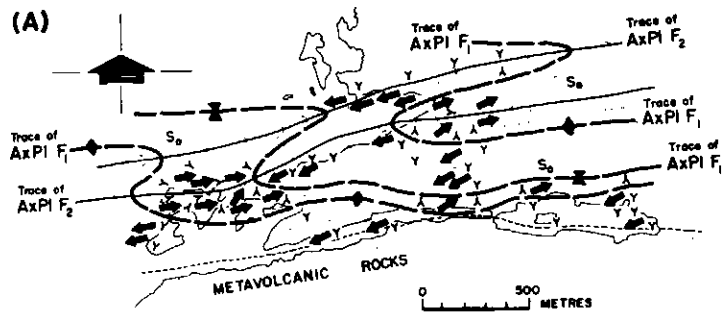 (A)
Trace of
AxPl F₁
Trace of
AxPl F₂
S₀
Trace of
AxPl F₁
S₀
Trace of
AxPl F₁
Trace of
AxPl F₂
S₀
Trace of
AxPl F₁
METAVOLCANIC ROCKS
0 500
METRES